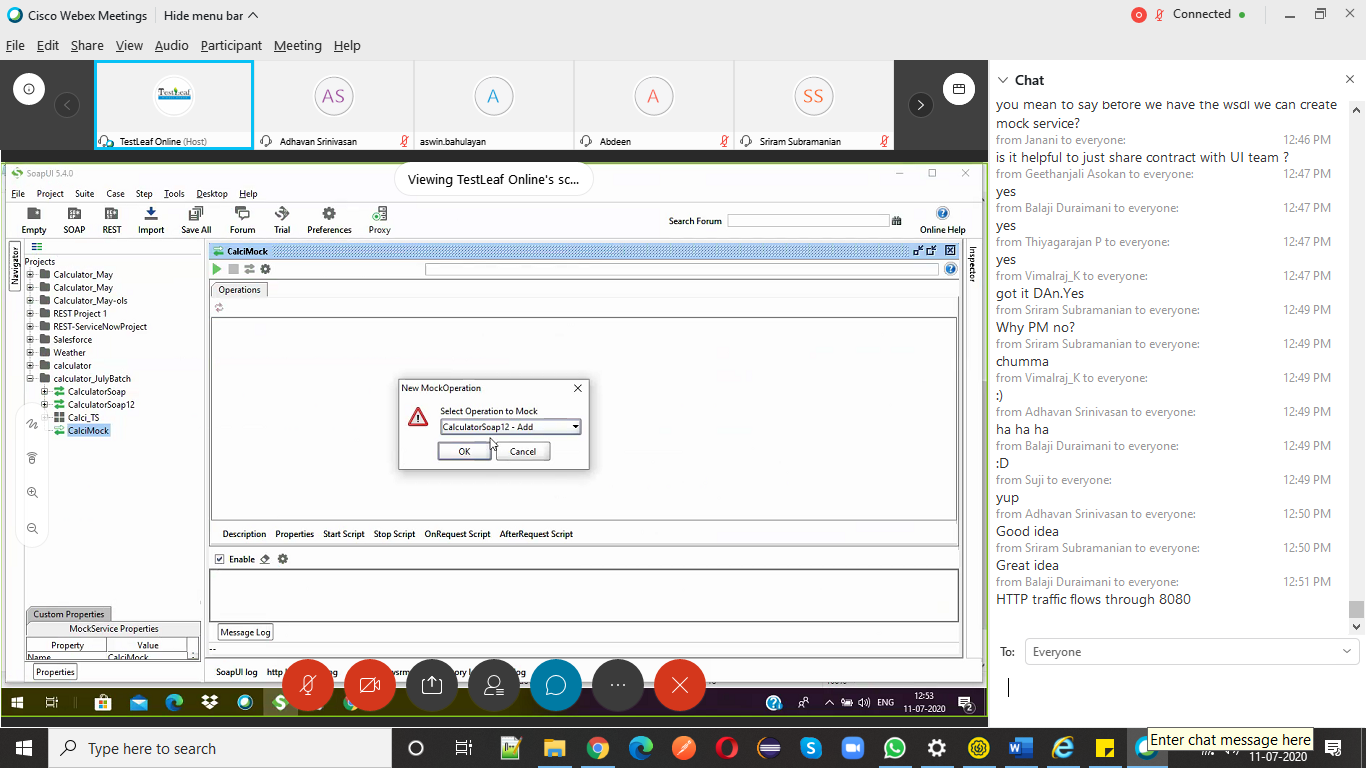 Cisco Webex Meetings
Hide menu bar
Connected
File Edit Share View Audio Participant Meeting Help
TestLeaf
TestLeaf Online (Host)
AS
Adhavan Srinivasan
A
aswin.bahulayan
A
Abdeen
SS
Sriram Subramanian
Viewing TestLeaf Online's sc...
SoapUI 5.4.0
File Project Suite Case Step Tools Desktop Help
Empty SOAP REST Import Save All Forum Trial Preferences Proxy
Search Forum
Online Help
Navigator
Projects
Calculator_May
Calculator_May
Calculator_May-ols
REST Project 1
REST-ServiceNowProject
Salesforce
Weather
calculator
calculator_JulyBatch
CalculatorSoap
CalculatorSoap12
Calci_TS
CalciMock
CalciMock
Inspector
Operations
New MockOperation
Select Operation to Mock
CalculatorSoap12 - Add
OK
Cancel
Description Properties Start Script Stop Script OnRequest Script AfterRequest Script
Enable
Message Log
--
Custom Properties
MockService Properties
Property Value
Name CalciMock
Properties
SoapUI log
ENG
12:53
11-07-2020
2
Chat
you mean to say before we have the wsdl we can create
mock service?
from Janani to everyone: 12:46 PM
is it helpful to just share contract with UI team ?
from Geethanjali Asokan to everyone: 12:47 PM
yes
from Balaji Duraimani to everyone: 12:47 PM
yes
from Thiyagarajan P to everyone: 12:47 PM
yes
from Vimalraj_K to everyone: 12:47 PM
got it DAn.Yes
from Sriram Subramanian to everyone: 12:49 PM
Why PM no?
from Sriram Subramanian to everyone: 12:49 PM
chumma
from Vimalraj_K to everyone: 12:49 PM
:)
from Adhavan Srinivasan to everyone: 12:49 PM
ha ha ha
from Balaji Duraimani to everyone: 12:49 PM
:D
from Suji to everyone: 12:49 PM
yup
from Adhavan Srinivasan to everyone: 12:50 PM
Good idea
from Sriram Subramanian to everyone: 12:50 PM
Great idea
from Balaji Duraimani to everyone: 12:51 PM
HTTP traffic flows through 8080
To: Everyone
Enter chat message here
Type here to search
11-07-2020